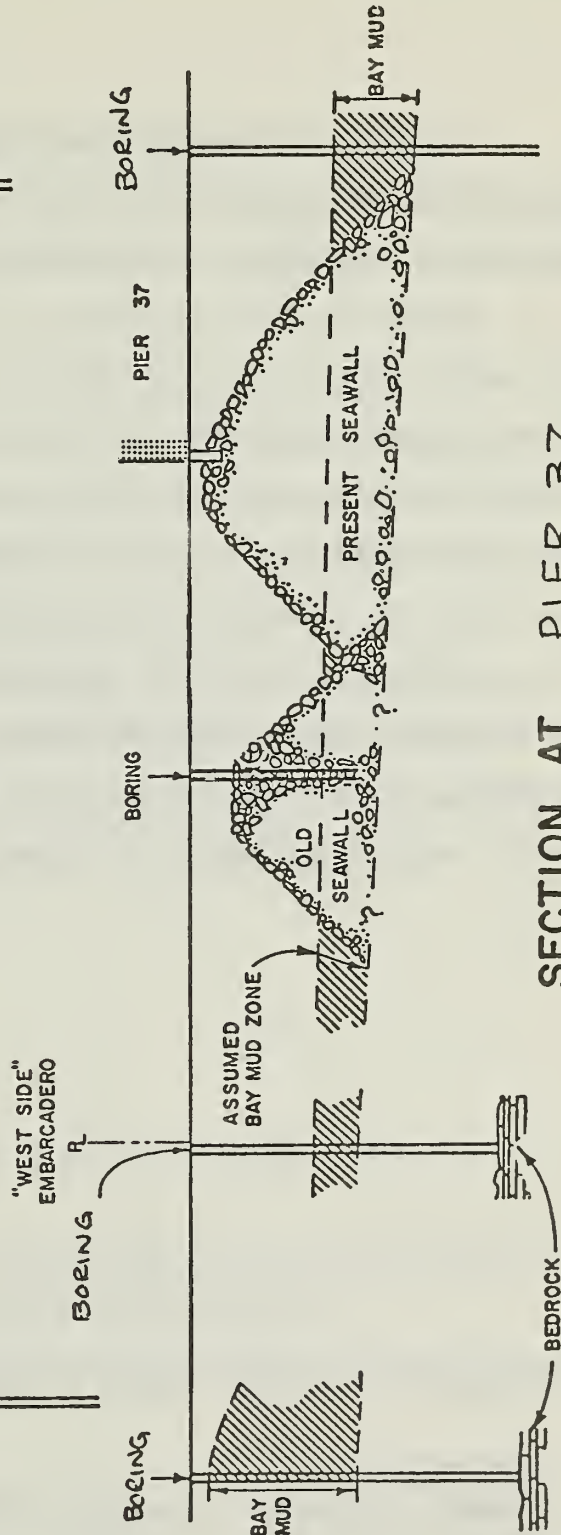 "
"WEST SIDE"
EMBARCADERO
PL
BORING
BORING
BORING
PIER 37
BORING
BAY
MUD
ASSUMED
BAY MUD ZONE
OLD
SEAWALL
PRESENT SEAWALL
BAY MUD
?
?
BEDROCK
SECTION AT PIER 37